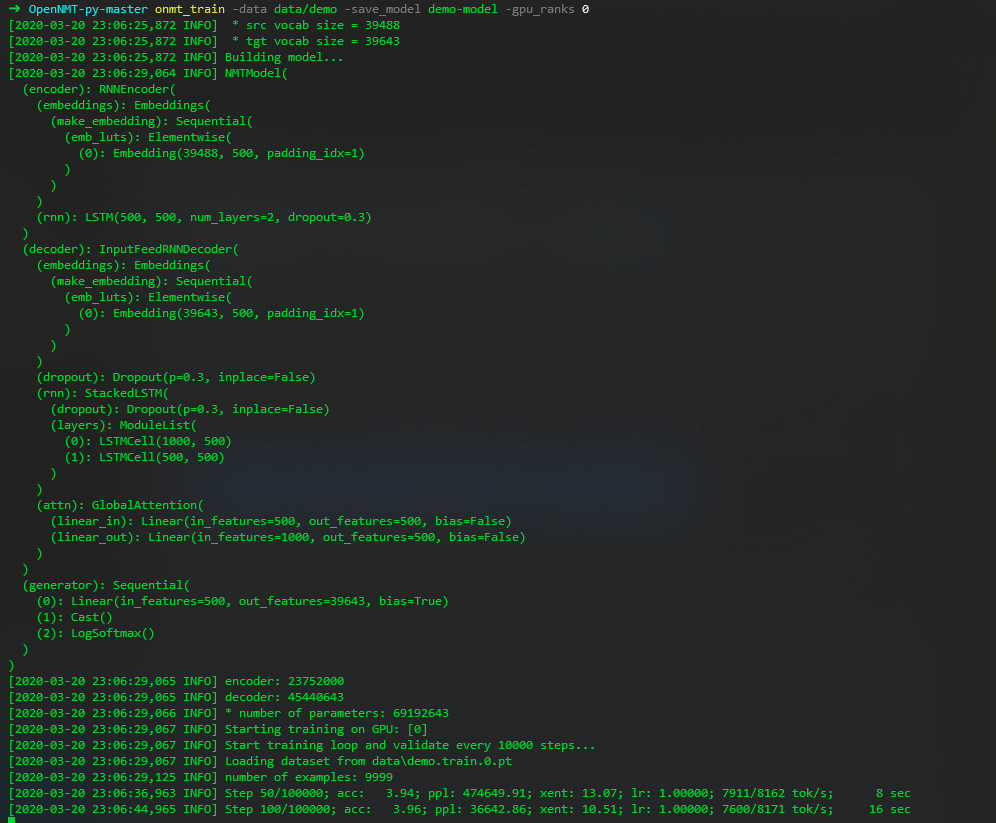 → OpenNMT-py-master onmt_train -data data/demo -save_model demo-model -gpu_ranks 0
[2020-03-20 23:06:25,872 INFO]  * src vocab size = 39488
[2020-03-20 23:06:25,872 INFO]  * tgt vocab size = 39643
[2020-03-20 23:06:25,872 INFO] Building model...
[2020-03-20 23:06:29,064 INFO] NMTModel(
  (encoder): RNNEncoder(
    (embeddings): Embeddings(
      (make_embedding): Sequential(
        (emb_luts): Elementwise(
          (0): Embedding(39488, 500, padding_idx=1)
        )
      )
    )
    (rnn): LSTM(500, 500, num_layers=2, dropout=0.3)
  )
  (decoder): InputFeedRNNDecoder(
    (embeddings): Embeddings(
      (make_embedding): Sequential(
        (emb_luts): Elementwise(
          (0): Embedding(39643, 500, padding_idx=1)
        )
      )
    )
    (dropout): Dropout(p=0.3, inplace=False)
    (rnn): StackedLSTM(
      (dropout): Dropout(p=0.3, inplace=False)
      (layers): ModuleList(
        (0): LSTMCell(1000, 500)
        (1): LSTMCell(500, 500)
      )
    )
    (attn): GlobalAttention(
      (linear_in): Linear(in_features=500, out_features=500, bias=False)
      (linear_out): Linear(in_features=1000, out_features=500, bias=False)
    )
  )
  (generator): Sequential(
    (0): Linear(in_features=500, out_features=39643, bias=True)
    (1): Cast()
    (2): LogSoftmax()
  )
)
[2020-03-20 23:06:29,065 INFO] encoder: 23752000
[2020-03-20 23:06:29,065 INFO] decoder: 45440643
[2020-03-20 23:06:29,066 INFO] * number of parameters: 69192643
[2020-03-20 23:06:29,067 INFO] Starting training on GPU: [0]
[2020-03-20 23:06:29,067 INFO] Start training loop and validate every 10000 steps...
[2020-03-20 23:06:29,067 INFO] Loading dataset from data\demo.train.0.pt
[2020-03-20 23:06:29,125 INFO] number of examples: 9999
[2020-03-20 23:06:36,963 INFO] Step 50/100000; acc:   3.94; ppl: 474649.91; xent: 13.07; lr: 1.00000; 7911/8162 tok/s;      8 sec
[2020-03-20 23:06:44,965 INFO] Step 100/100000; acc:   3.96; ppl: 36642.86; xent: 10.51; lr: 1.00000; 7600/8171 tok/s;     16 sec